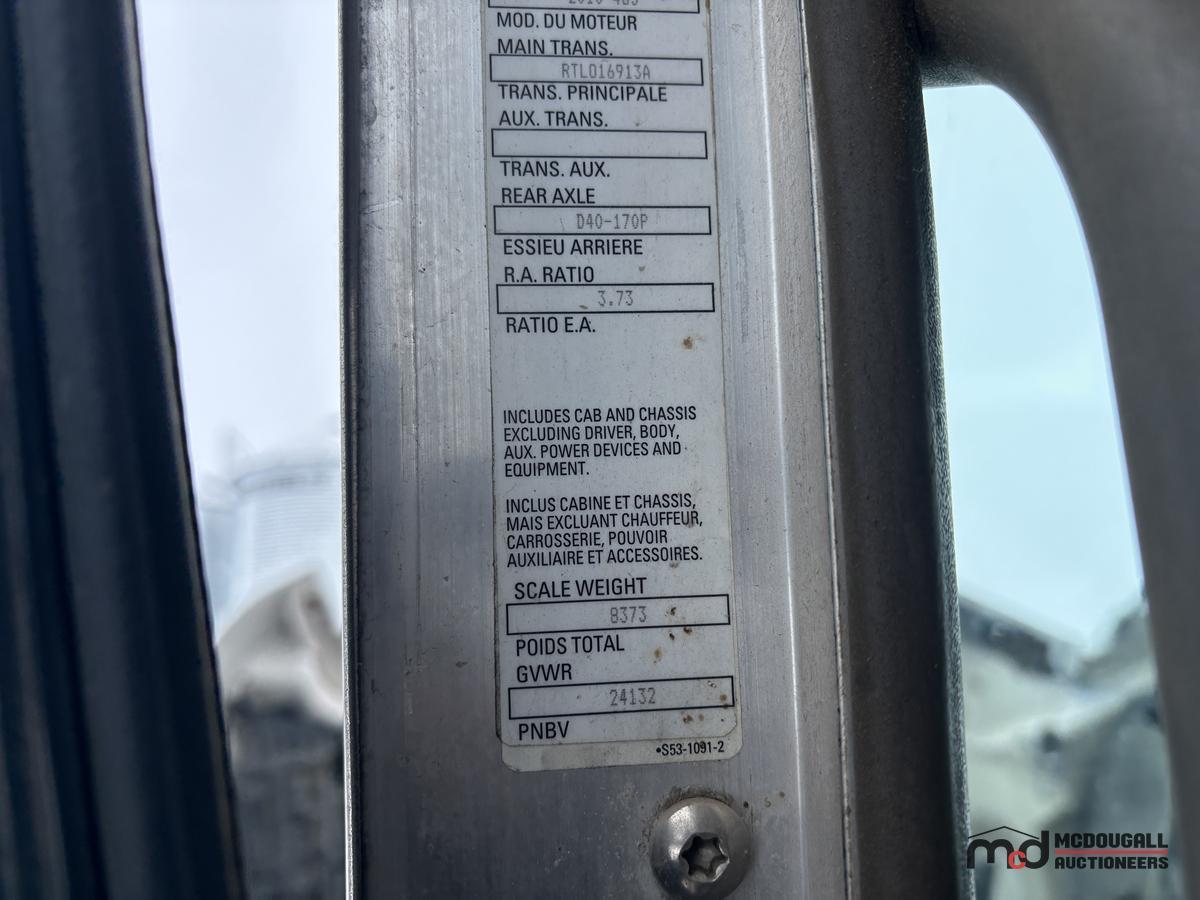 MOD. DU MOTEUR
MAIN TRANS.
RTLO16913A
TRANS. PRINCIPALE
AUX. TRANS.
TRANS. AUX.
REAR AXLE
D40-170P
ESSIEU ARRIERE
R.A. RATIO
3.73
RATIO E.A.
INCLUDES CAB AND CHASSIS
EXCLUDING DRIVER, BODY,
AUX. POWER DEVICES AND
EQUIPMENT.
INCLUS CABINE ET CHASSIS,
MAIS EXCLUANT CHAUFFEUR,
CARROSSERIE, POUVOIR
AUXILIAIRE ET ACCESSOIRES.
SCALE WEIGHT
8373
POIDS TOTAL
GVWR
24132
PNBV
•S53-1091-2
mcd MCDOUGALL
AUCTIONEERS